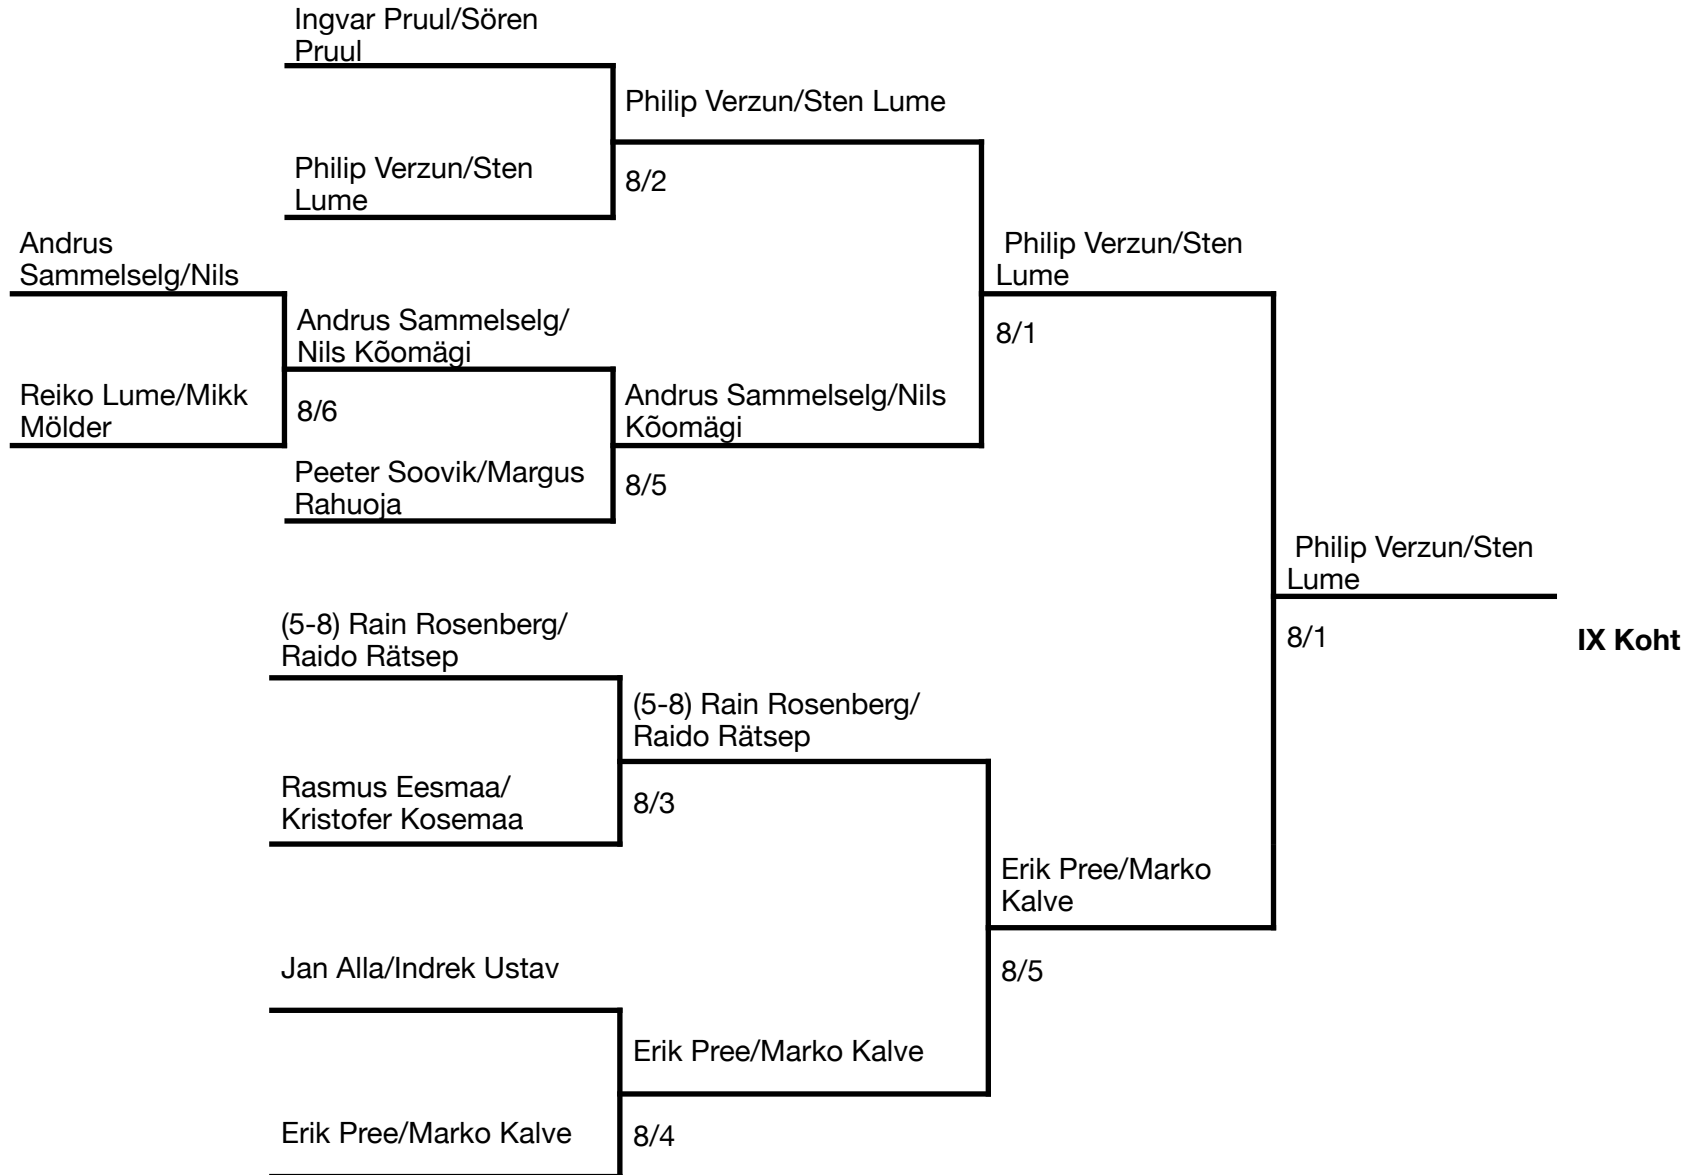 Ingvar Pruul/Sören
Pruul
Philip Verzun/Sten Lume
Philip Verzun/Sten
Lume
8/2
Andrus
Sammelselg/Nils
Philip Verzun/Sten
Lume
Andrus Sammelselg/
Nils Kõomägi
8/1
Reiko Lume/Mikk
Mölder
8/6
Andrus Sammelselg/Nils
Kõomägi
Peeter Soovik/Margus
Rahuoja
8/5
Philip Verzun/Sten
Lume
(5-8) Rain Rosenberg/
Raido Rätsep
8/1
IX Koht
(5-8) Rain Rosenberg/
Raido Rätsep
Rasmus Eesmaa/
Kristofer Kosemaa
8/3
Erik Pree/Marko
Kalve
Jan Alla/Indrek Ustav
8/5
Erik Pree/Marko Kalve
Erik Pree/Marko Kalve
8/4